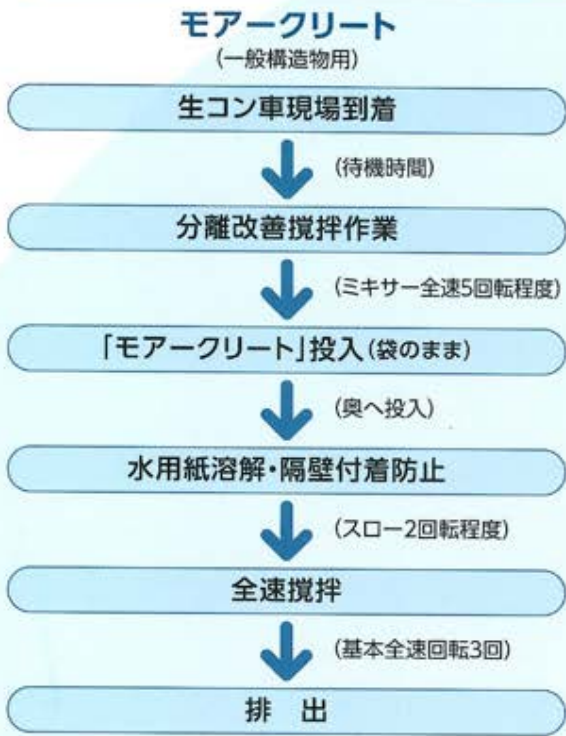 モアークリート
(一般構造物用)
生コン車現場到着
(待機時間)
分離改善撹拌作業
(ミキサー全速5回転程度)
「モアークリート」投入(袋のまま)
(奥へ投入)
水用紙溶解・隔壁付着防止
(スロー2回転程度)
全速撹拌
(基本全速回転3回)
排 出